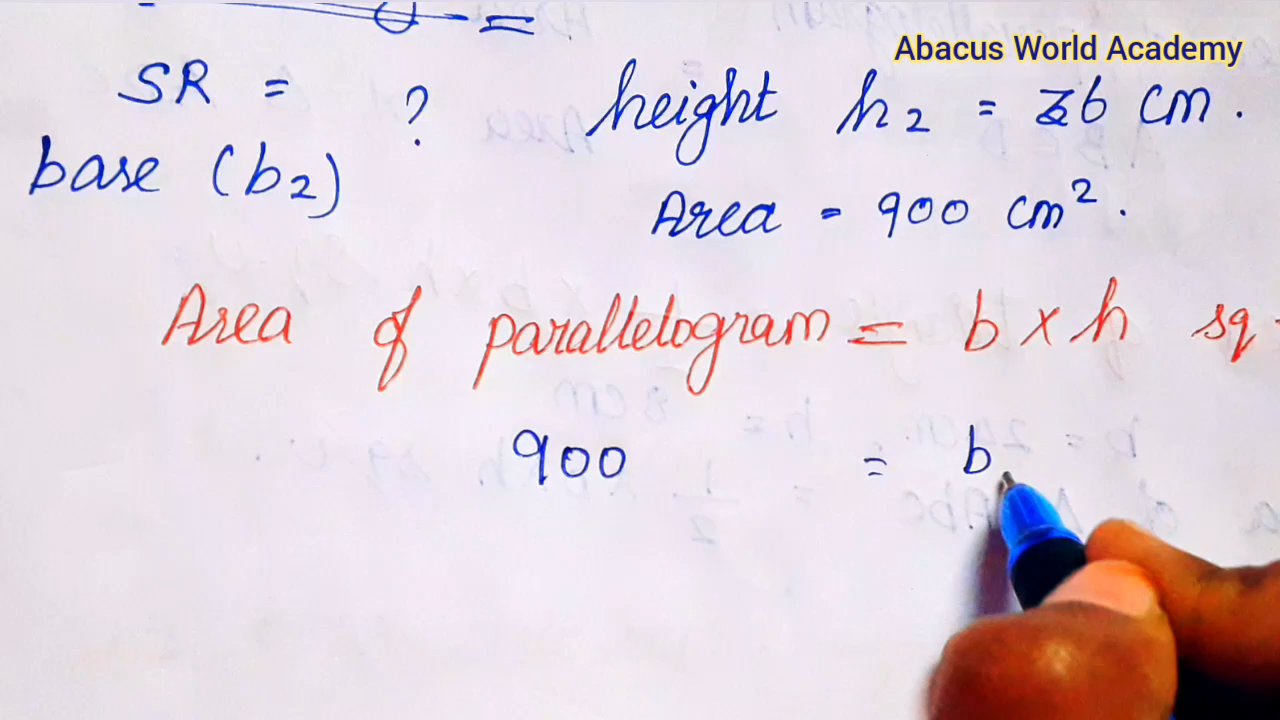 Abacus World Academy
SR =
base (b2) ?
height h2 = 36 cm.
Area = 900 cm².
Area of parallelogram = b × h sq.
900 = b